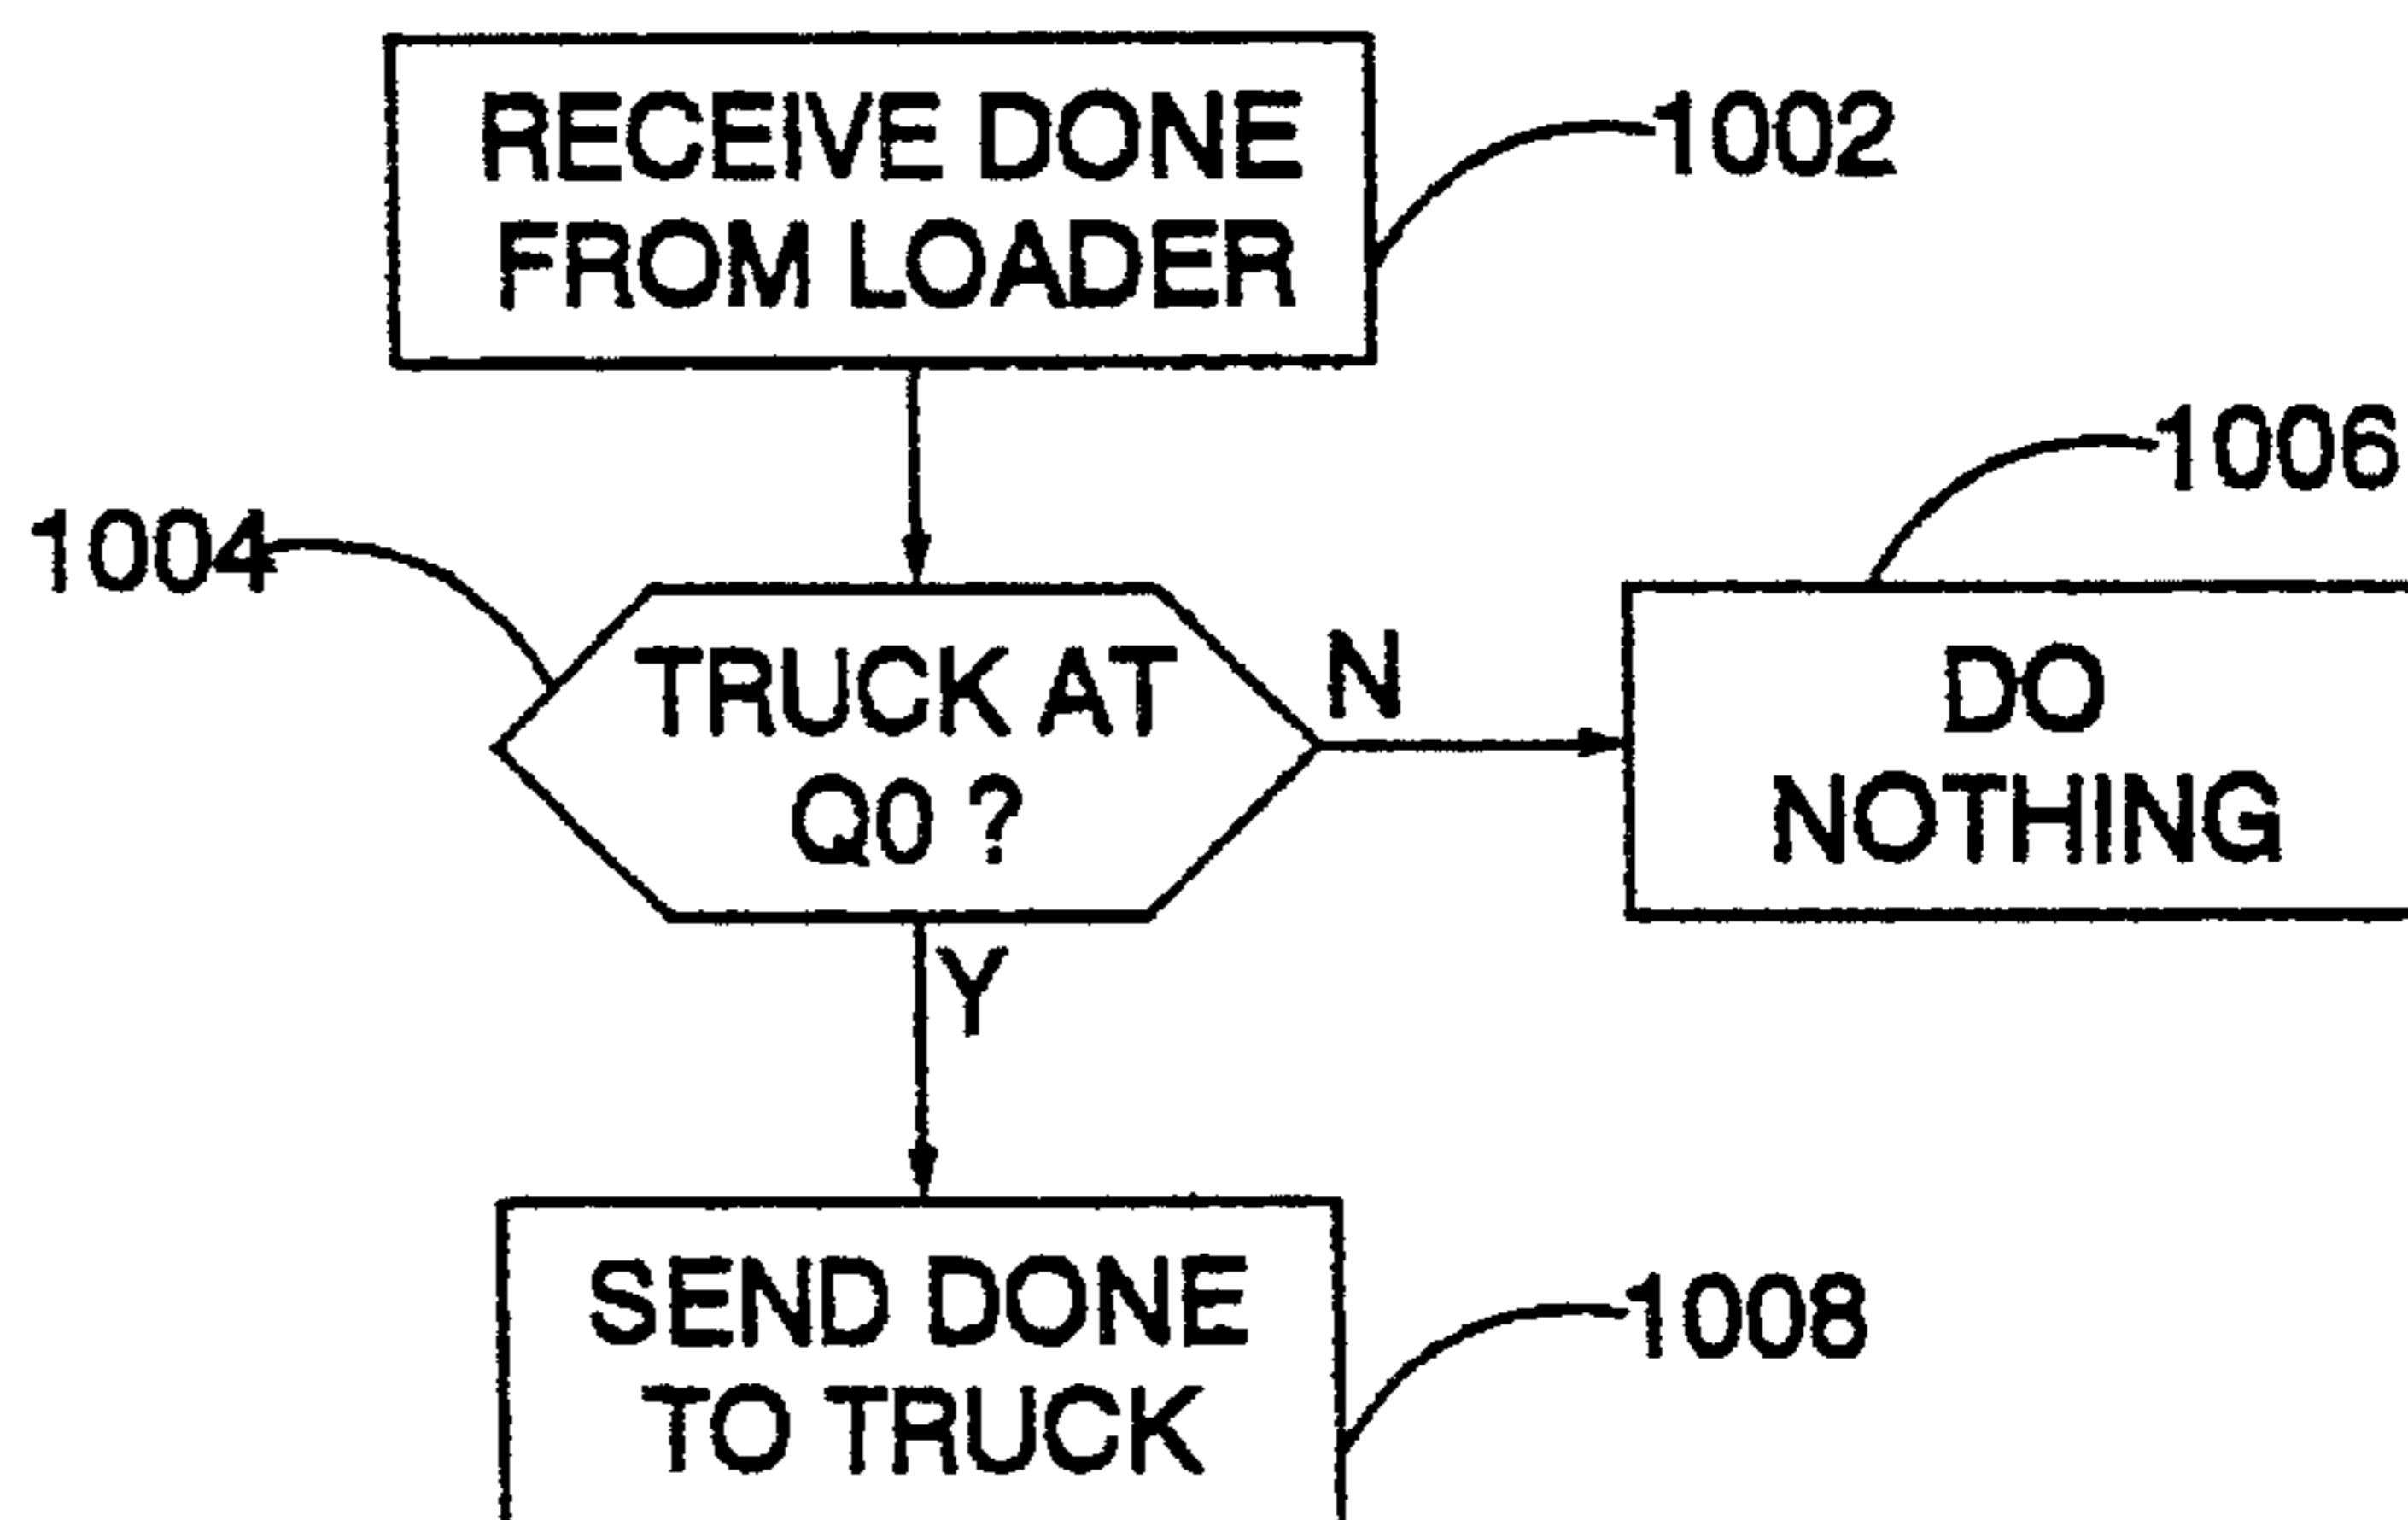 RECEIVE DONE
FROM LOADER
1002
1006
1004
TRUCK AT
Q0 ?
N
DO
NOTHING
Y
SEND DONE
TO TRUCK
1008